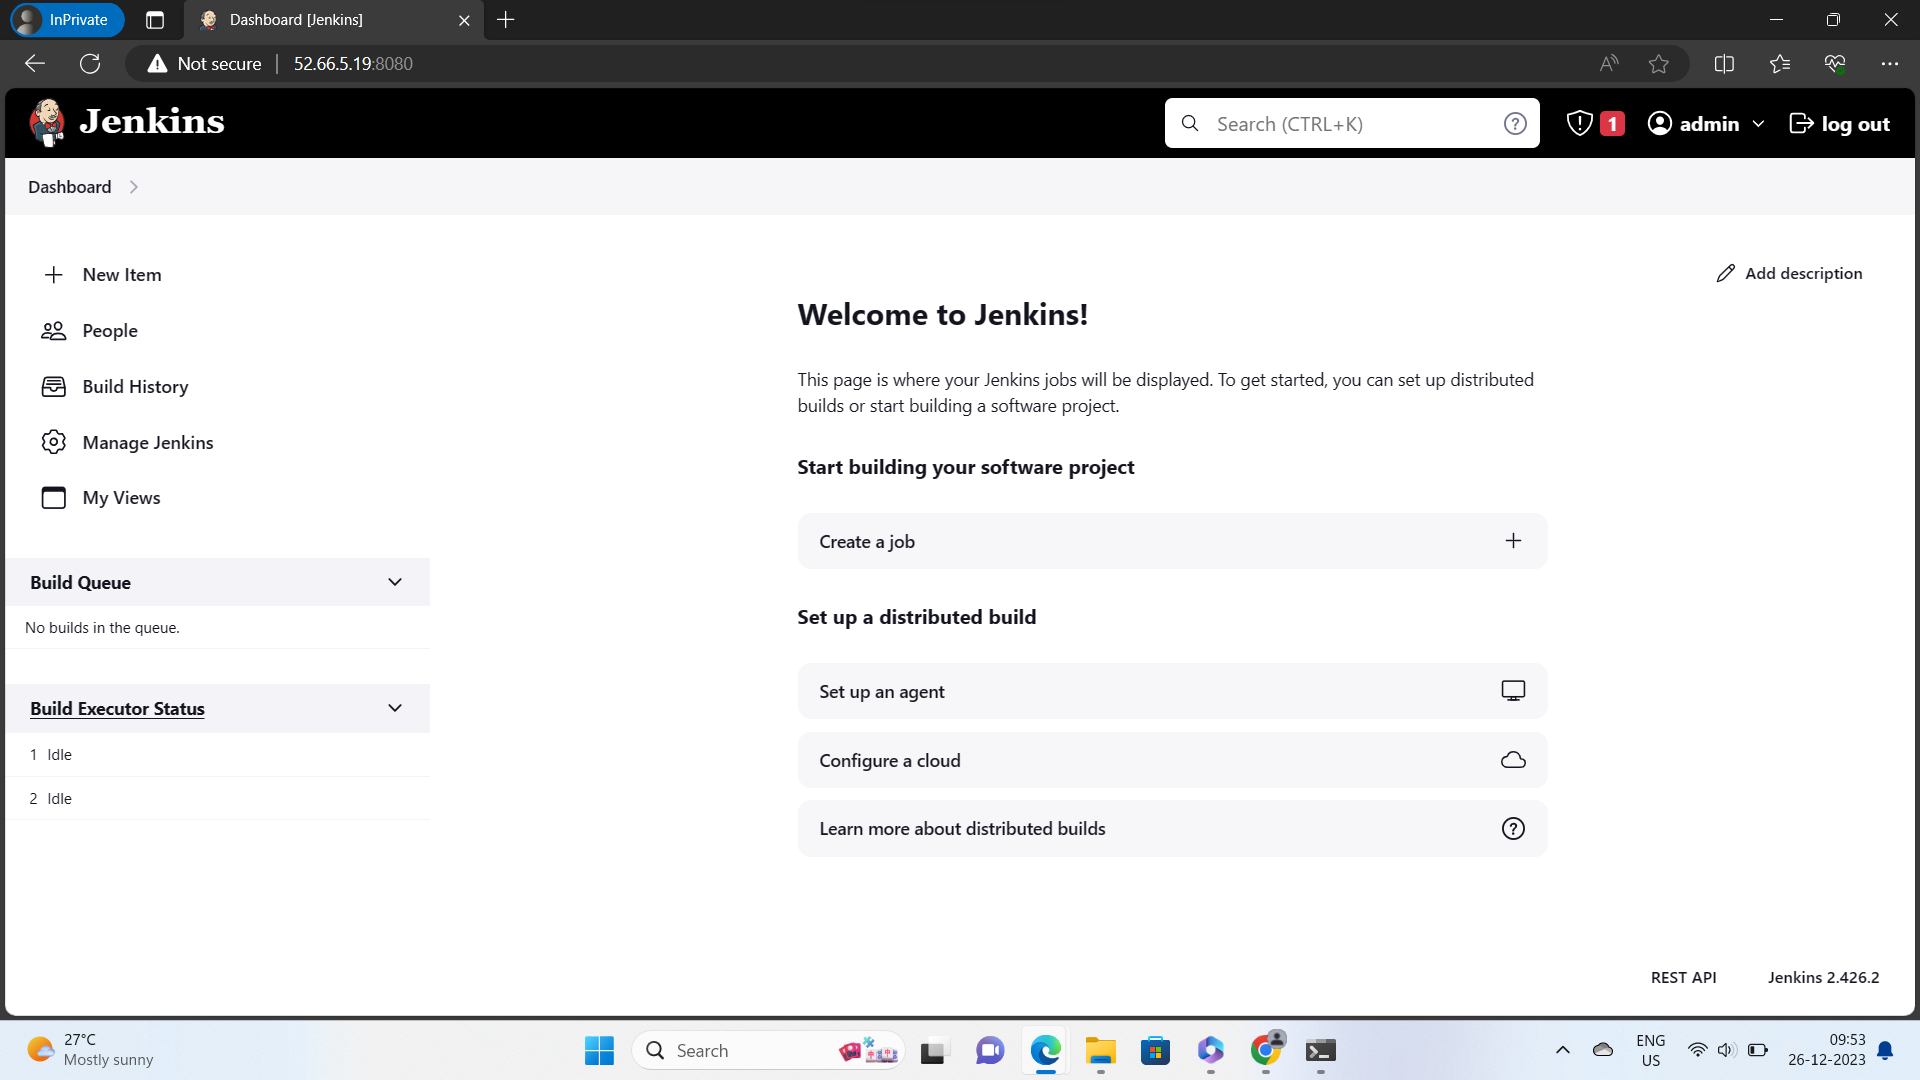 InPrivate
Dashboard [Jenkins]
Not secure
52.66.5.19:8080
Jenkins
Search (CTRL+K)
1
admin
log out
Dashboard
New Item
People
Build History
Manage Jenkins
My Views
Build Queue
No builds in the queue.
Build Executor Status
1 Idle
2 Idle
Add description
Welcome to Jenkins!
This page is where your Jenkins jobs will be displayed. To get started, you can set up distributed
builds or start building a software project.
Start building your software project
Create a job
Set up a distributed build
Set up an agent
Configure a cloud
Learn more about distributed builds
REST API
Jenkins 2.426.2
27°C
Mostly sunny
Search
ENG
US
09:53
26-12-2023